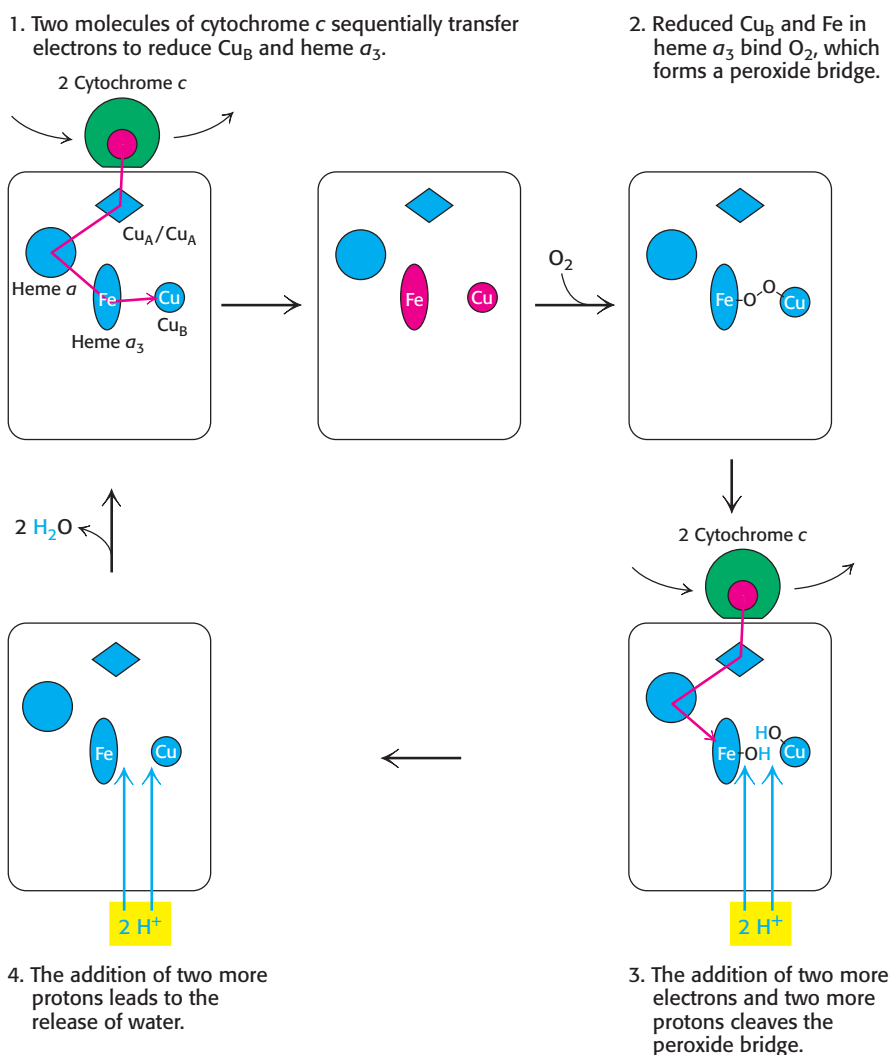 1. Two molecules of cytochrome c sequentially transfer
electrons to reduce CuB and heme a3.
2 Cytochrome c
CuA/CuA
Heme a
Fe
Cu
CuB
Heme a3
Fe
Cu
O2
2. Reduced CuB and Fe in
heme a3 bind O2, which
forms a peroxide bridge.
Fe
O
O
Cu
2 Cytochrome c
HO
Fe
OH
Cu
2 H+
3. The addition of two more
electrons and two more
protons cleaves the
peroxide bridge.
2 H2O
Fe
Cu
2 H+
4. The addition of two more
protons leads to the
release of water.